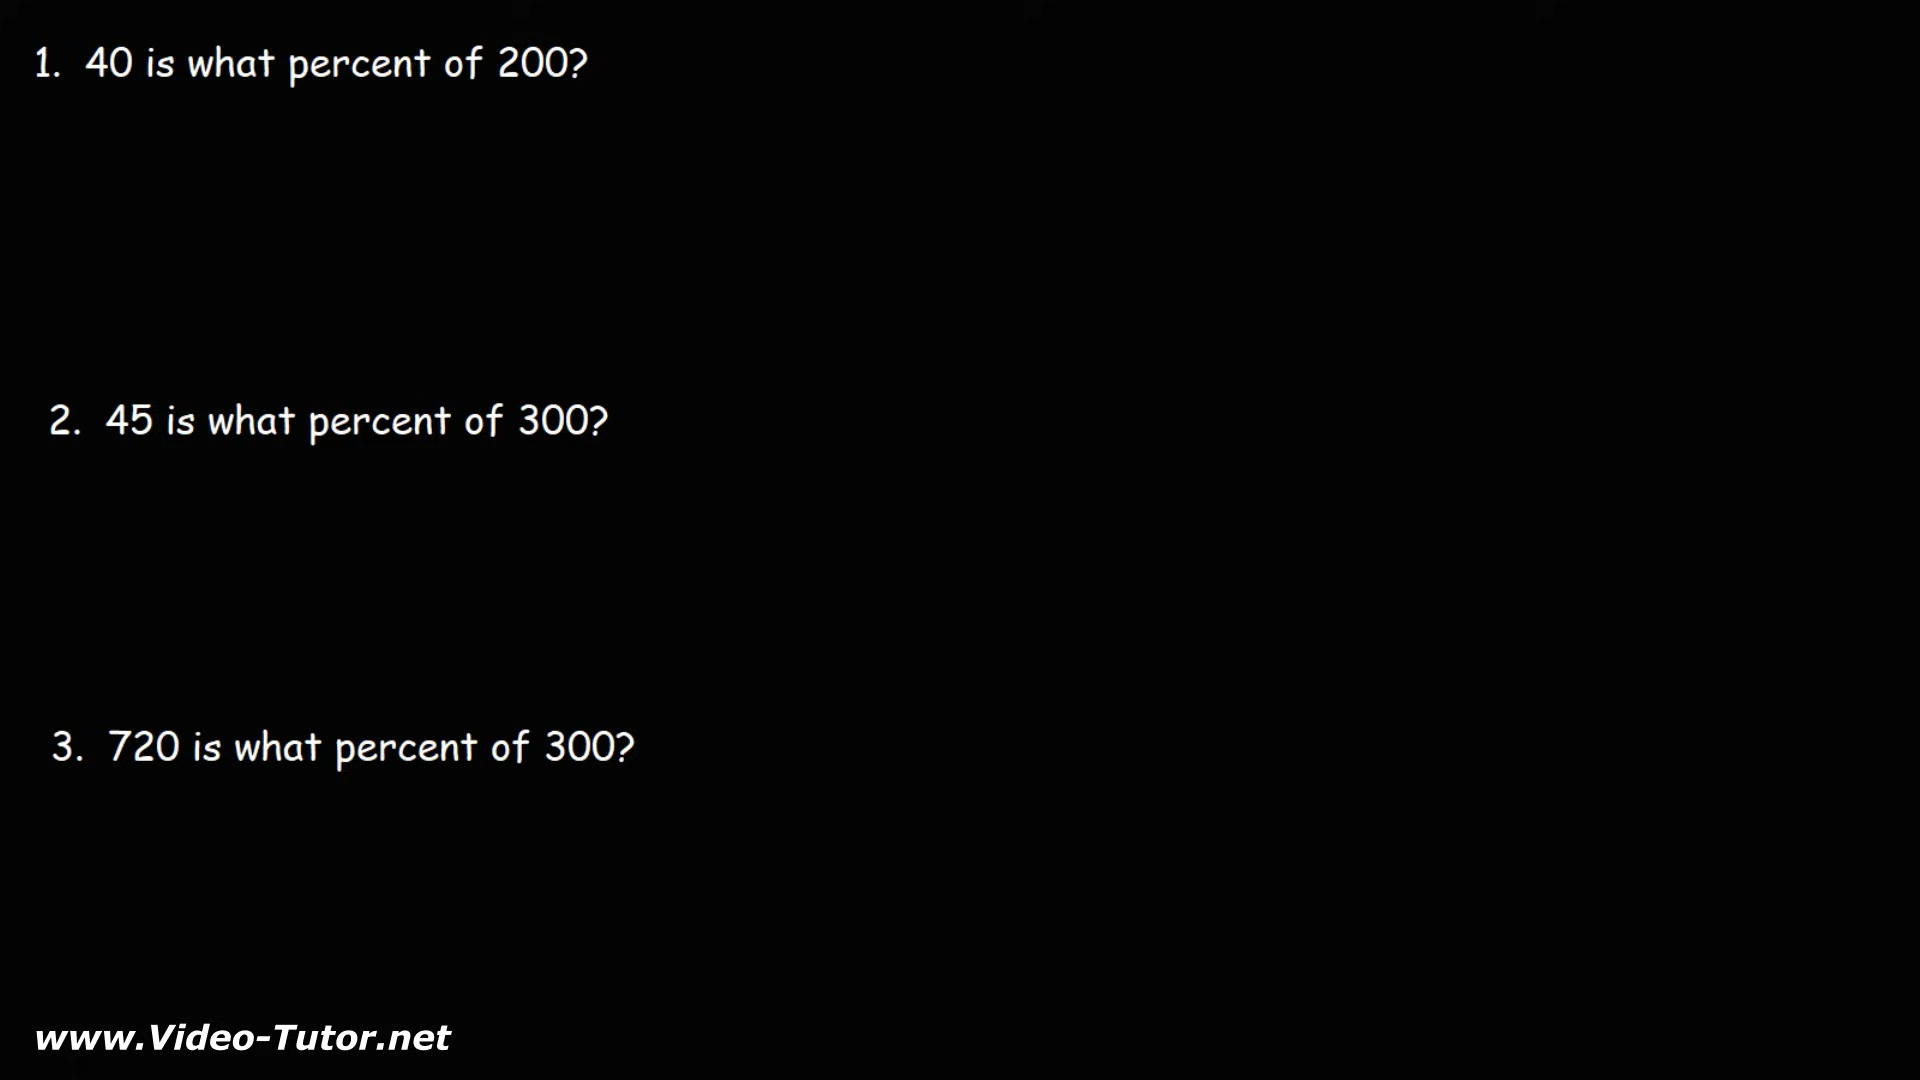 1. 40 is what percent of 200?
2. 45 is what percent of 300?
3. 720 is what percent of 300?
www.Video-Tutor.net